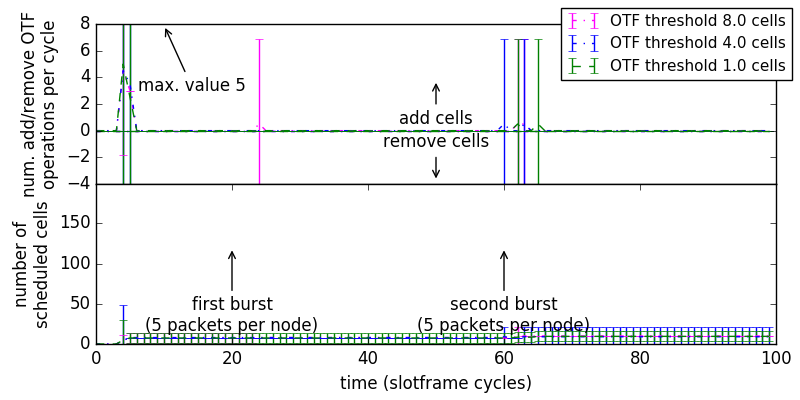 OTF threshold 8.0 cells
OTF threshold 4.0 cells
OTF threshold 1.0 cells
num. add/remove OTF
operations per cycle
8
6
4
2
0
−2
−4
max. value 5
add cells
remove cells
number of
scheduled cells
150
100
50
0
first burst
(5 packets per node)
second burst
(5 packets per node)
0
20
40
60
80
100
time (slotframe cycles)